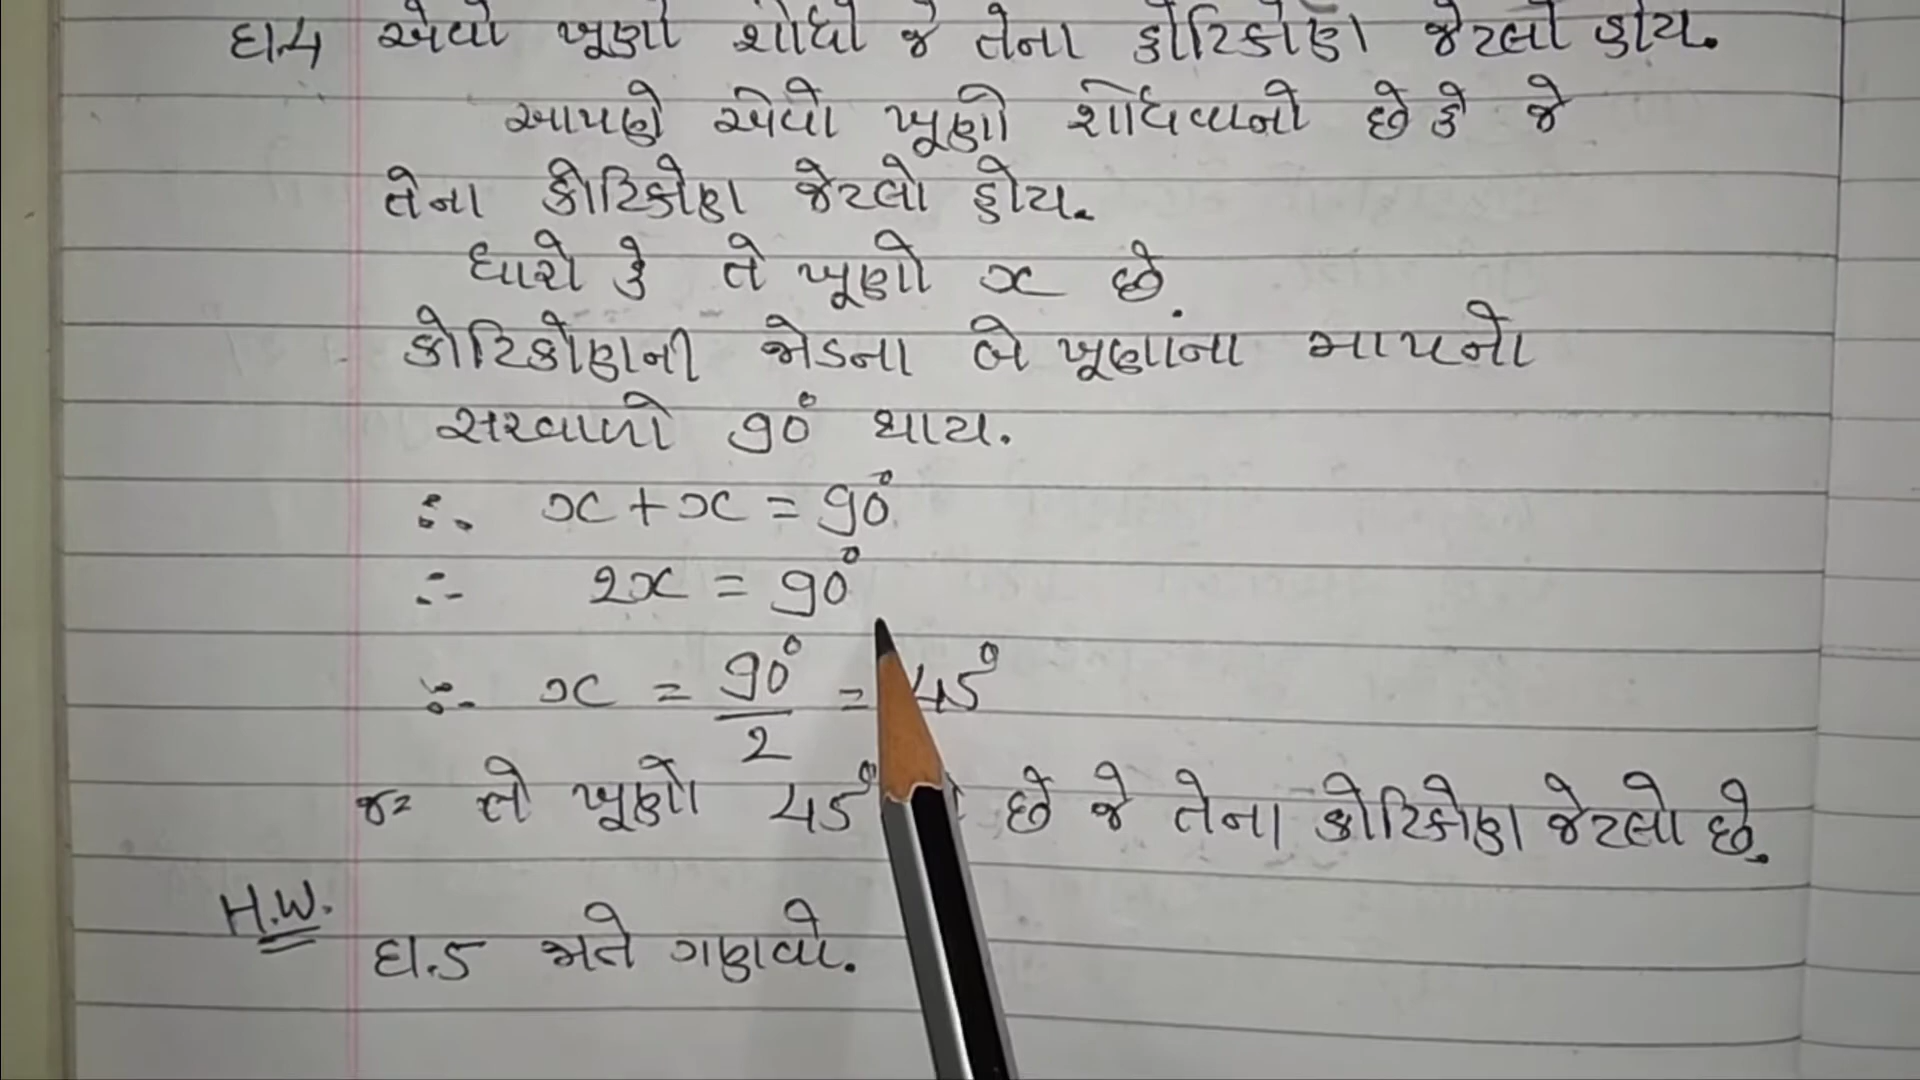 દા.4 એવો ખૂણો શોધો જે તેના કોટિકોણ જેટલો હોય.
આપણે એવો ખૂણો શોધવાનો છે કે જે
તેના કોટિકોણ જેટલો હોય.
ધારો કે તે ખૂણો x છે.
કોટિકોણની જોડના બે ખૂણાના માપનો
સરવાળો 90° થાય.
∴ x + x = 90°
∴ 2x = 90°
∴ x = 90°/2 = 45°
જ= તે ખૂણો 45° છે જે તેના કોટિકોણ જેટલો છે.
H.W.
દા.5 જાતે ગણવો.